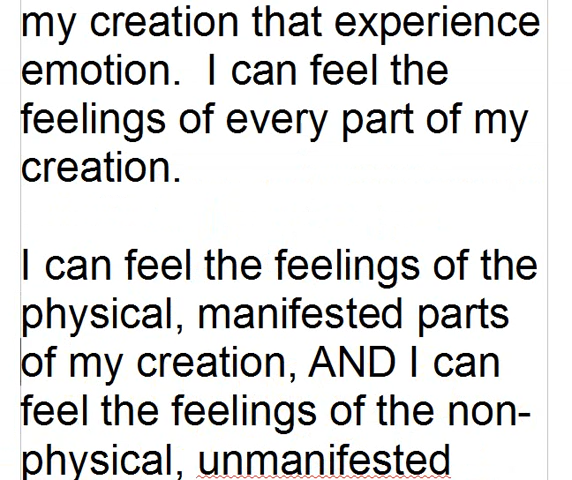 my creation that experience
emotion.  I can feel the
feelings of every part of my
creation.
I can feel the feelings of the
physical, manifested parts
of my creation, AND I can
feel the feelings of the non-
physical, unmanifested